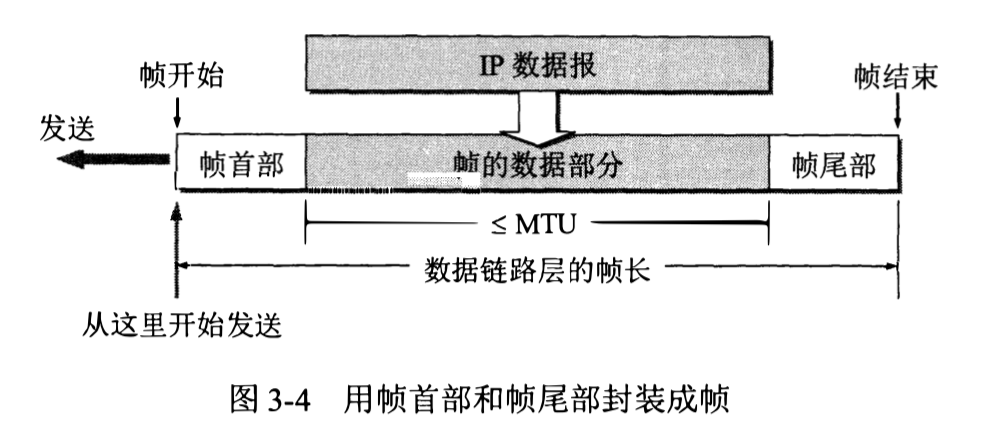 IP 数据报
帧开始
帧结束
发送
帧首部
帧的数据部分
帧尾部
≤ MTU
数据链路层的帧长
从这里开始发送
图 3-4 用帧首部和帧尾部封装成帧